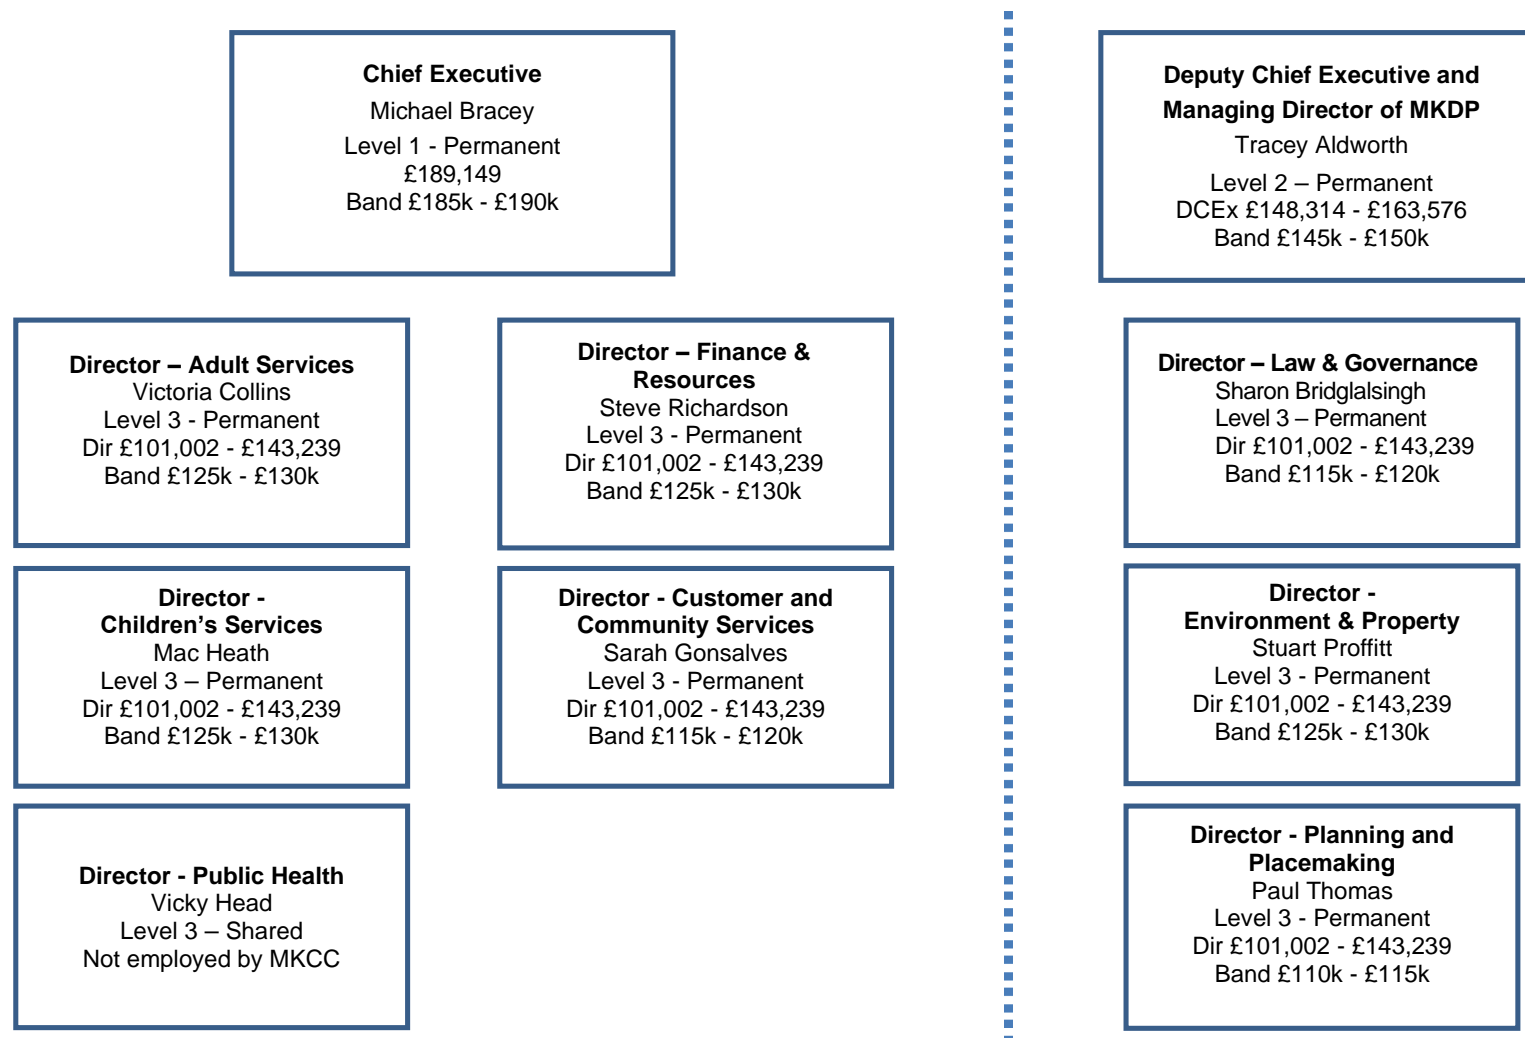 Chief Executive
Michael Bracey
Level 1 - Permanent
£189,149
Band £185k - £190k
Deputy Chief Executive and
Managing Director of MKDP
Tracey Aldworth
Level 2 – Permanent
DCEx £148,314 - £163,576
Band £145k - £150k
Director – Adult Services
Victoria Collins
Level 3 - Permanent
Dir £101,002 - £143,239
Band £125k - £130k
Director – Finance &
Resources
Steve Richardson
Level 3 - Permanent
Dir £101,002 - £143,239
Band £125k - £130k
Director – Law & Governance
Sharon Bridglalsingh
Level 3 – Permanent
Dir £101,002 - £143,239
Band £115k - £120k
Director -
Children’s Services
Mac Heath
Level 3 – Permanent
Dir £101,002 - £143,239
Band £125k - £130k
Director - Customer and
Community Services
Sarah Gonsalves
Level 3 - Permanent
Dir £101,002 - £143,239
Band £115k - £120k
Director -
Environment & Property
Stuart Proffitt
Level 3 - Permanent
Dir £101,002 - £143,239
Band £125k - £130k
Director - Public Health
Vicky Head
Level 3 – Shared
Not employed by MKCC
Director - Planning and
Placemaking
Paul Thomas
Level 3 - Permanent
Dir £101,002 - £143,239
Band £110k - £115k